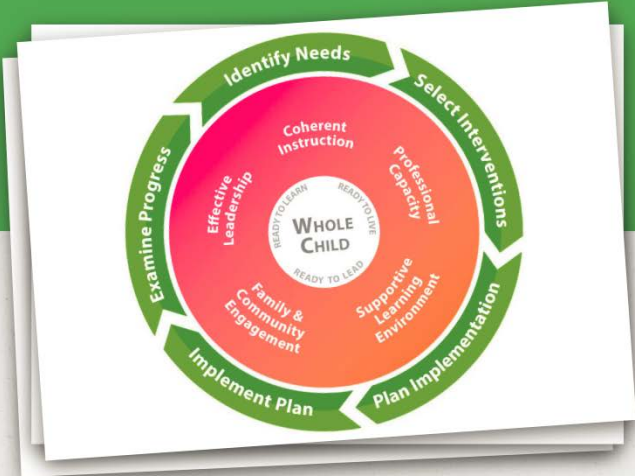 Identify Needs
Select Interventions
Plan Implementation
Implement Plan
Examine Progress
Coherent
Instruction
Professional
Capacity
Supportive
Learning
Environment
Family &
Community
Engagement
Effective
Leadership
READY TO LEARN
READY TO LIVE
READY TO LEAD
WHOLE
CHILD